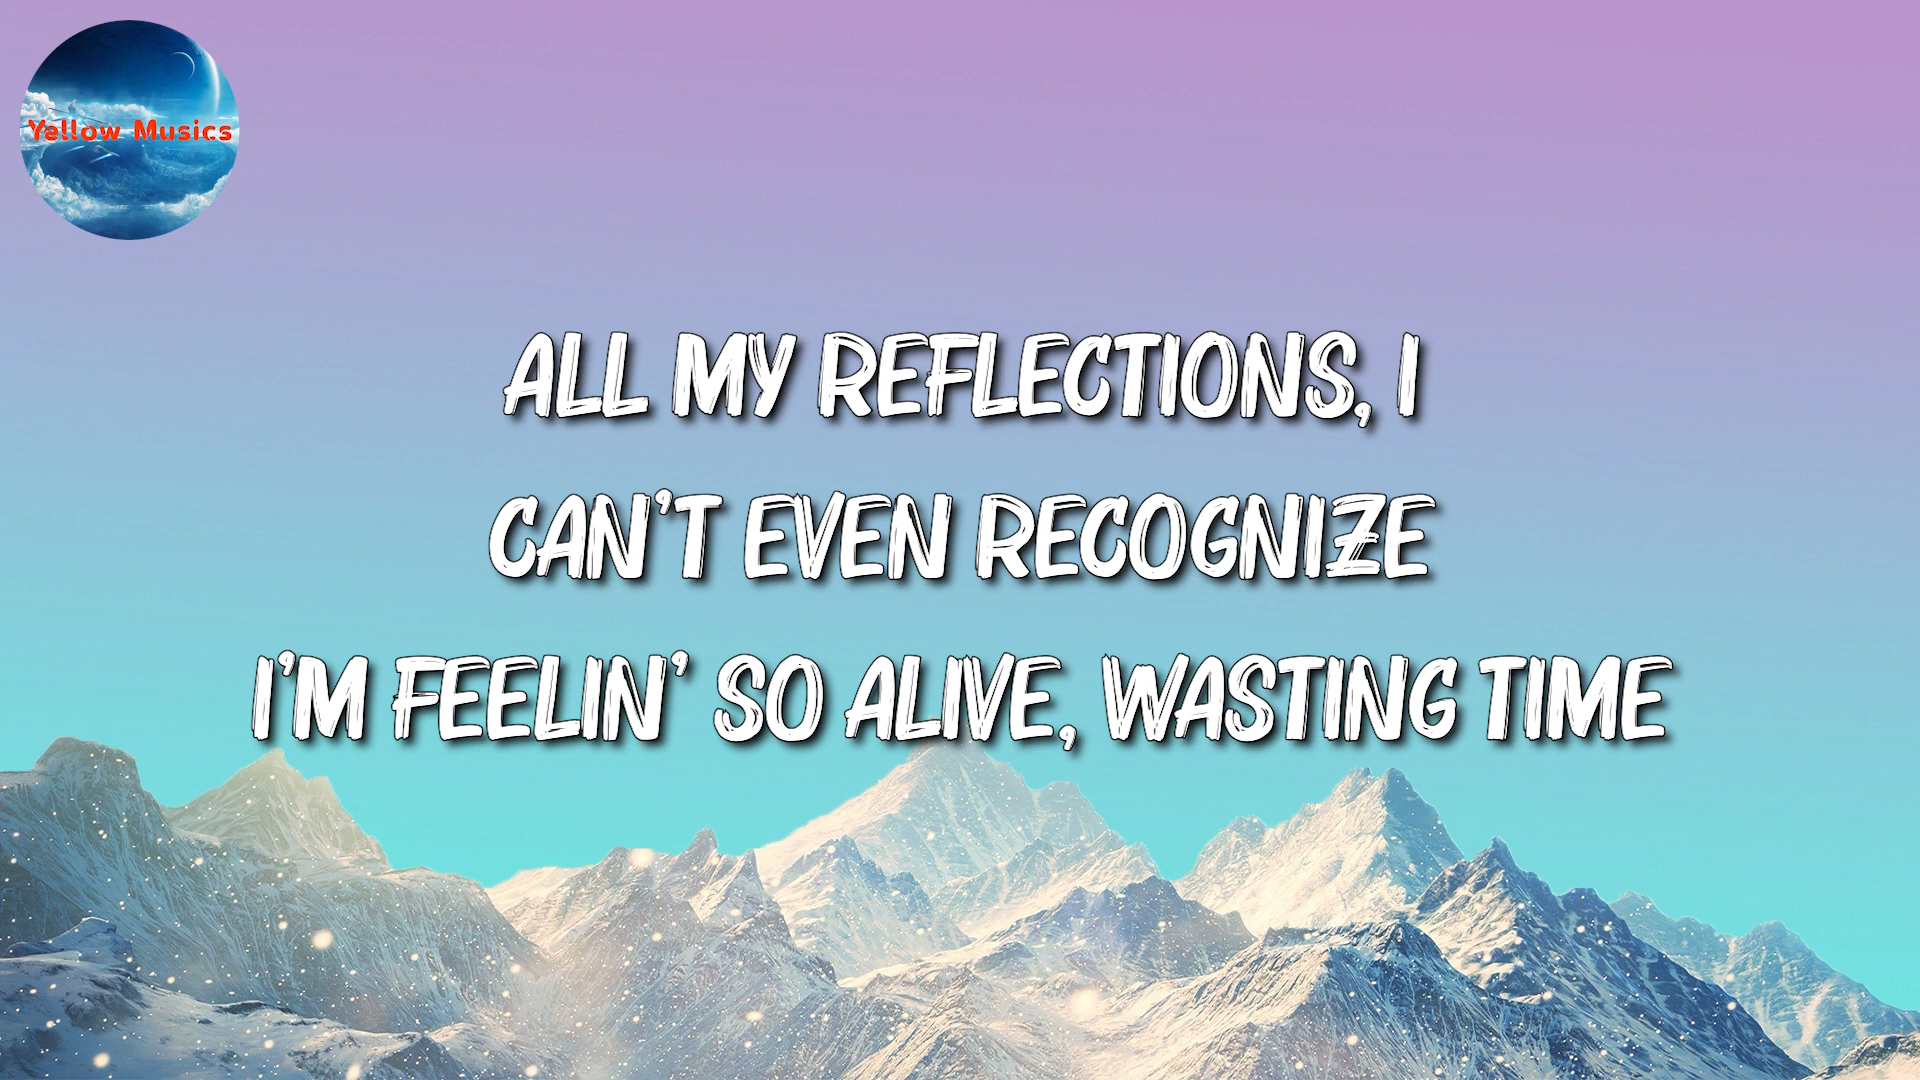 Yellow Musics
ALL MY REFLECTIONS, I
CAN'T EVEN RECOGNIZE
I'M FEELIN' SO ALIVE, WASTING TIME